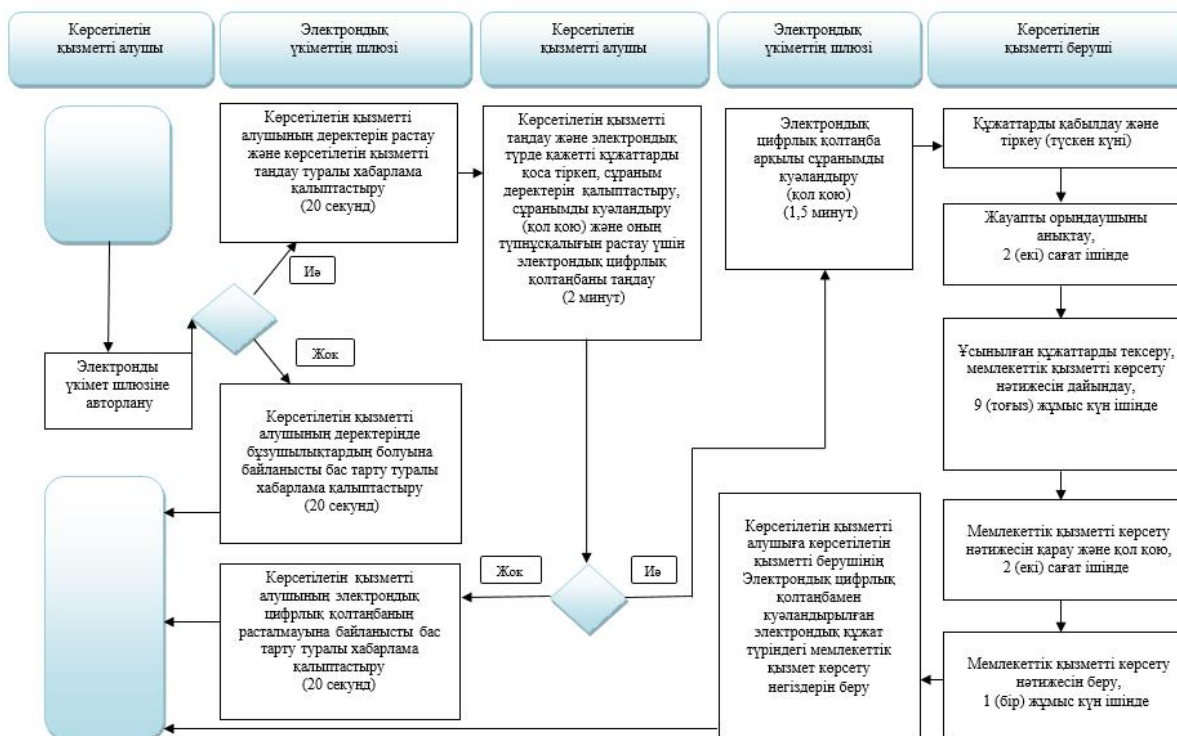 Көрсетілетін
қызметті алушы
Электрондық
үкіметтің шлюзі
Көрсетілетін
қызметті алушы
Электрондық
үкіметтің шлюзі
Көрсетілетін
қызметті беруші
Көрсетілетін қызметті
алушының деректерін растау
және көрсетілетін қызметті
таңдау туралы хабарлама
қалыптастыру
(20 секунд)
Көрсетілетін қызметті
таңдау және электрондық
түрде қажетті құжаттарды
қоса тіркеп, сұраным
деректерін қалыптастыру,
сұранымды куәландыру
(қол қою) және оның
түпнұсқалығын растау үшін
электрондық цифрлық
қолтаңбаны таңдау
(2 минут)
Электрондық
цифрлық қолтаңба
арқылы сұранымды
куәландыру
(қол қою)
(1,5 минут)
Құжаттарды қабылдау және
тіркеу (түскен күні)
Жауапты орындаушыны
анықтау,
2 (екі) сағат ішінде
Иә
Жок
Электронды
үкімет шлюзіне
авторлану
Ұсынылған құжаттарды тексеру,
мемлекеттік қызметті көрсету
нәтижесін дайындау,
9 (тоғыз) жұмыс күн ішінде
Көрсетілетін қызметті
алушының деректерінде
бұзушылықтардың болуына
байланысты бас тарту туралы
хабарлама қалыптастыру
(20 секунд)
Мемлекеттік қызметті көрсету
нәтижесін қарау және қол қою,
2 (екі) сағат ішінде
Көрсетілетін қызметті
алушыға көрсетілетін
қызметті берушінің
Электрондық цифрлық
қолтаңбамен
куәландырылған
электрондық құжат
түріндегі мемлекеттік
қызмет көрсету
негіздерін беру
Жок
Иә
Көрсетілетін қызметті
алушының электрондық
цифрлық қолтаңбаның
расталмауына байланысты бас
тарту туралы хабарлама
қалыптастыру
(20 секунд)
Мемлекеттік қызметті көрсету
нәтижесін беру,
1 (бір) жұмыс күн ішінде